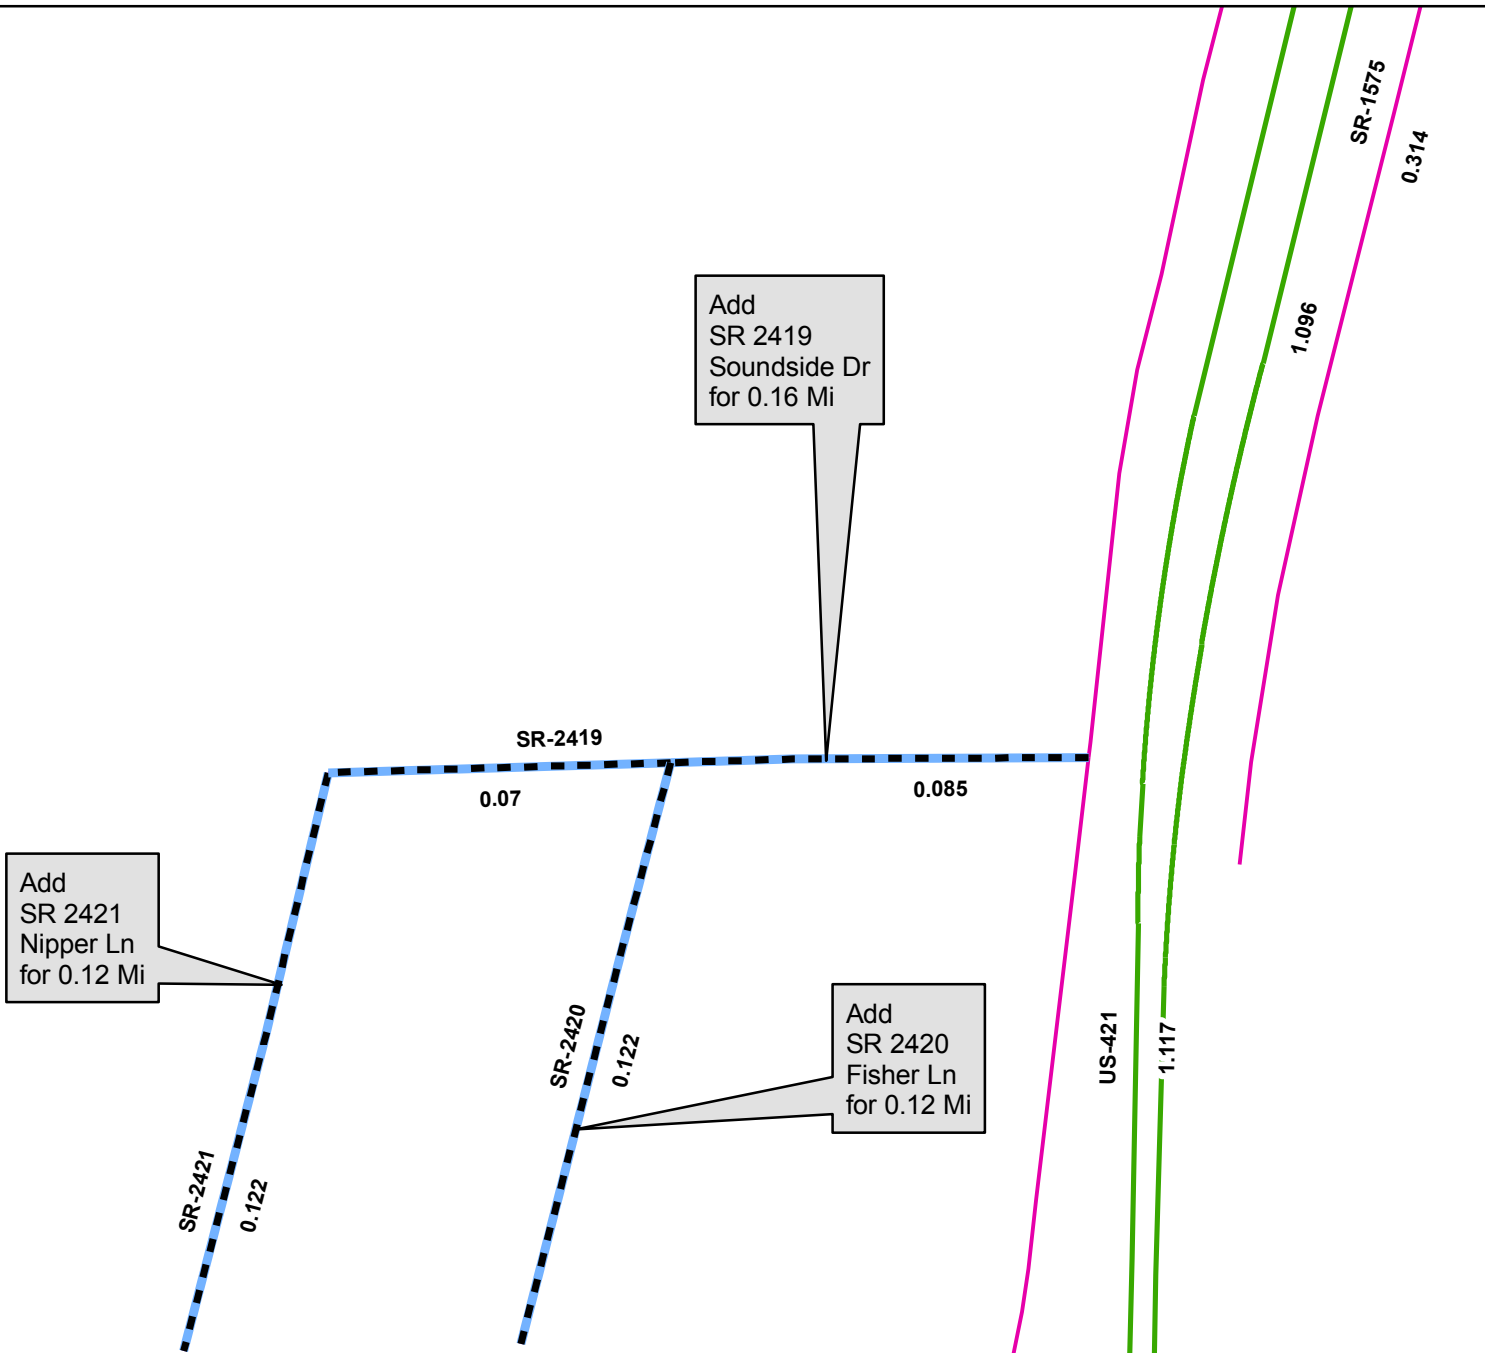 SR-1575
0.314
Add
SR 2419
Soundside Dr
for 0.16 Mi
1.096
SR-2419
0.07
0.085
Add
SR 2421
Nipper Ln
for 0.12 Mi
Add
SR 2420
Fisher Ln
for 0.12 Mi
SR-2420
0.122
US-421
1.117
SR-2421
0.122